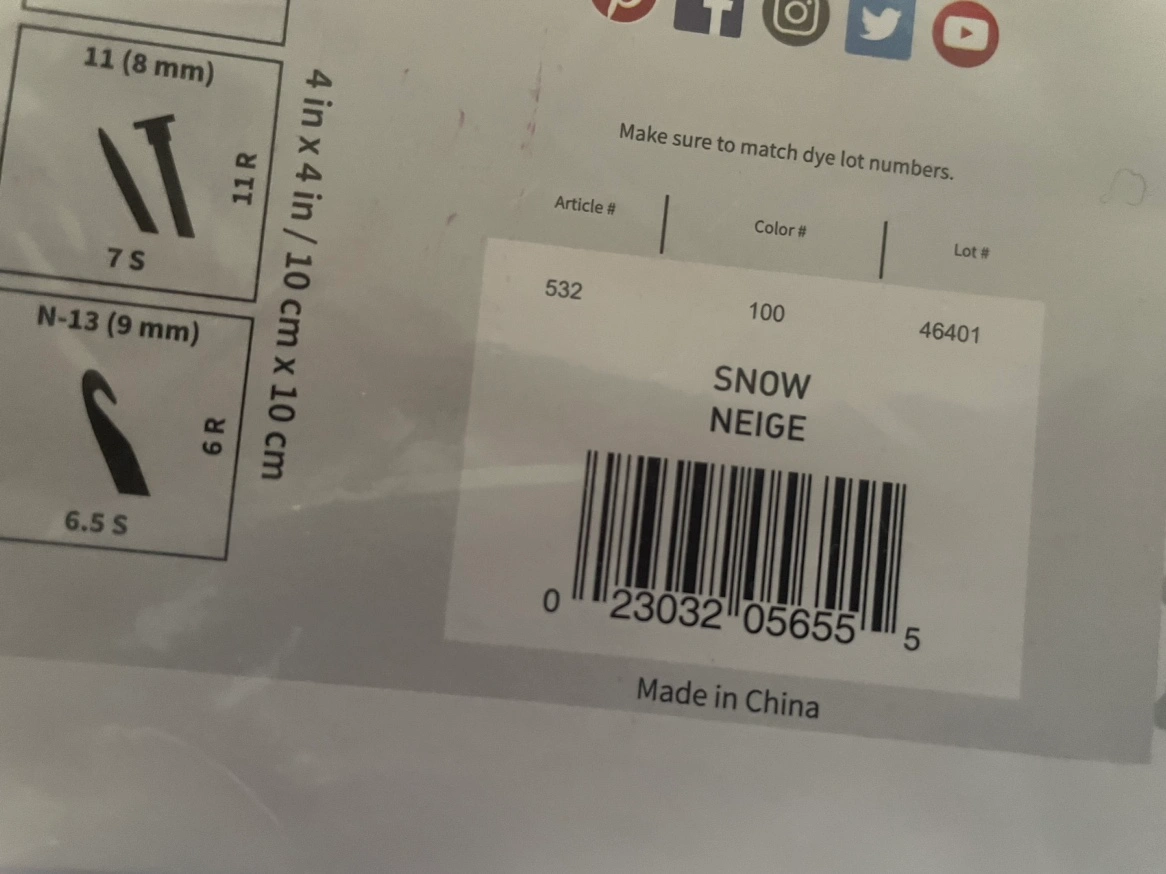 11 (8 mm)
11 R
7 S
N-13 (9 mm)
9 R
6.5 S
4 in x 4 in / 10 cm x 10 cm
Make sure to match dye lot numbers.
Article # Color # Lot #
532 100 46401
SNOW
NEIGE
0 23032 05655 5
Made in China